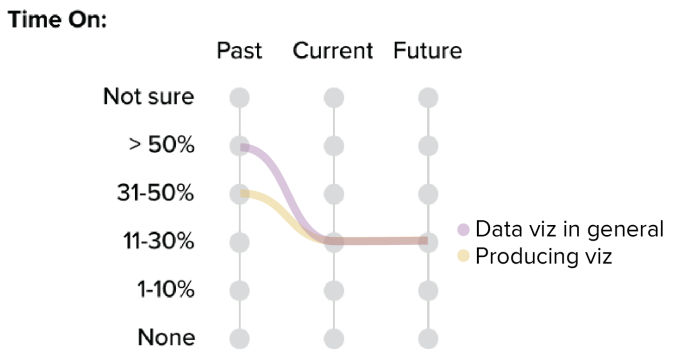 Time On:
Past Current Future
Not sure
> 50%
31-50%
11-30%
1-10%
None
Data viz in general
Producing viz